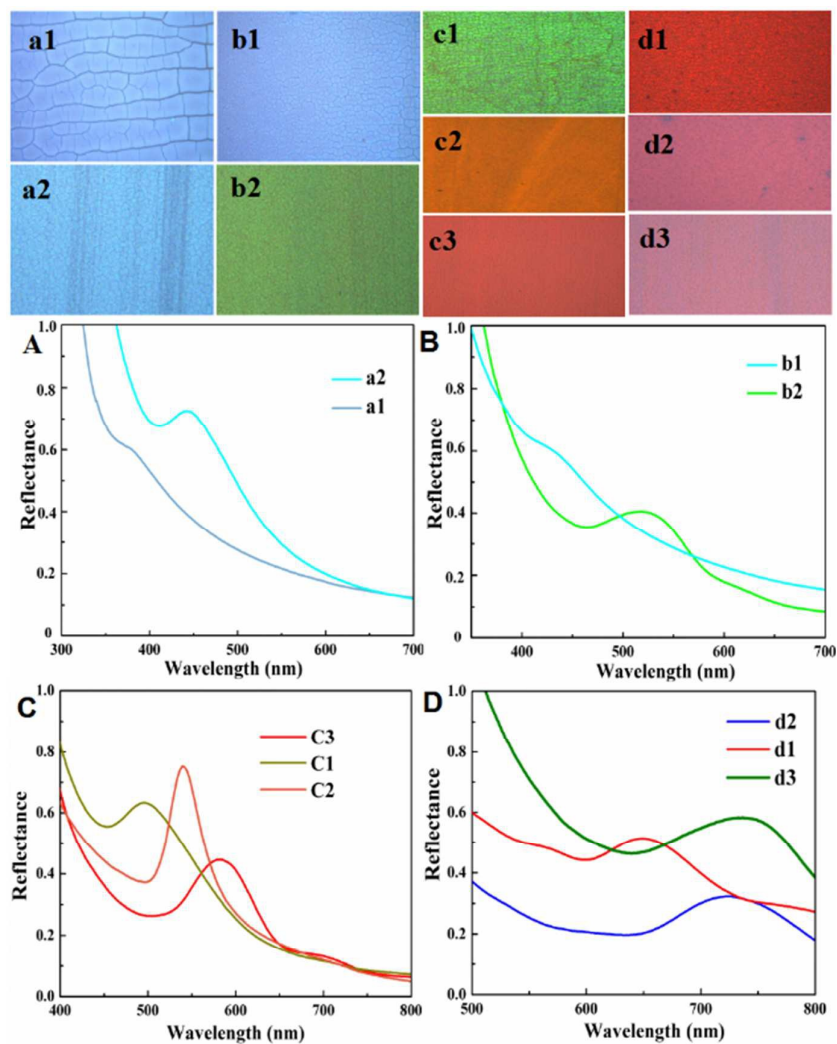 a1 b1 c1 d1
c2 d2
a2 b2
c3 d3
A
a2
a1
1.0
0.8
0.6
0.4
0.2
0
Reflectance
300 400 500 600 700
Wavelength (nm)
B
b1
b2
1.0
0.8
0.6
0.4
0.2
0
Reflectance
400 500 600 700
Wavelength (nm)
C
C3
C1
C2
1.0
0.8
0.6
0.4
0.2
0.0
Reflectance
400 500 600 700 800
Wavelength (nm)
D
d2
d1
d3
1.0
0.8
0.6
0.4
0.2
0.0
Reflectance
500 600 700 800
Wavelength (nm)